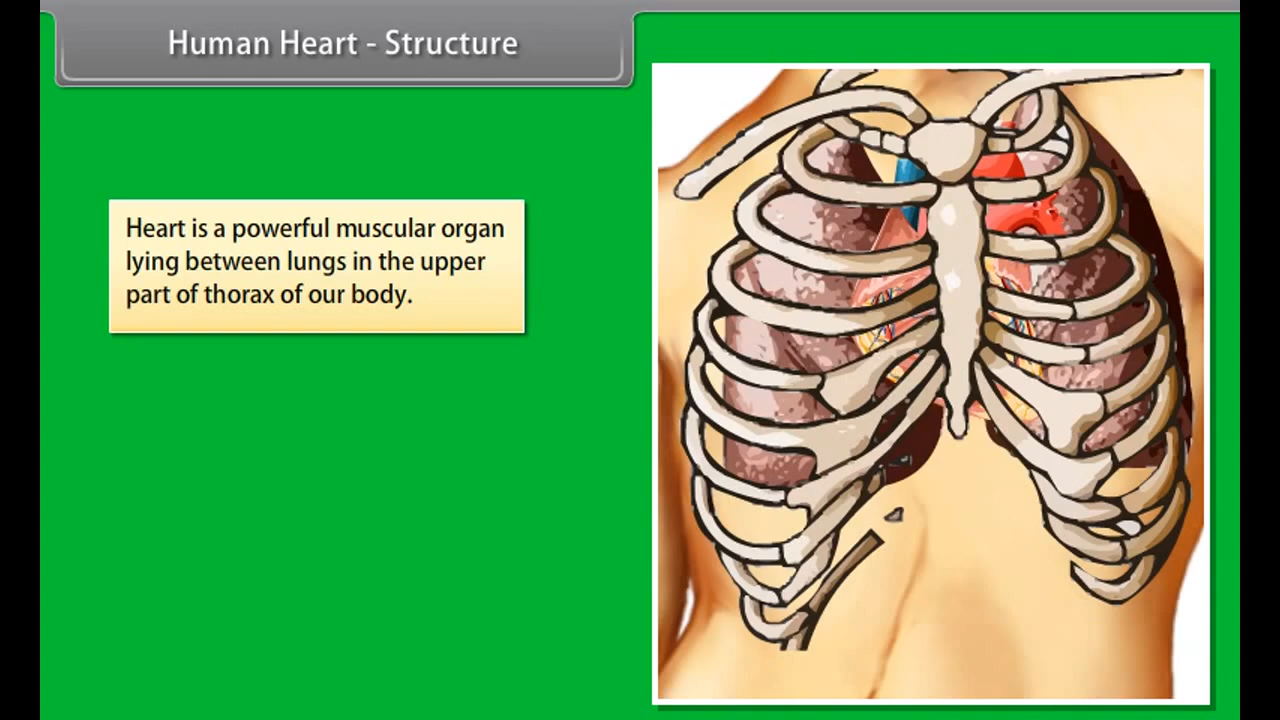 Human Heart - Structure
Heart is a powerful muscular organ
lying between lungs in the upper
part of thorax of our body.